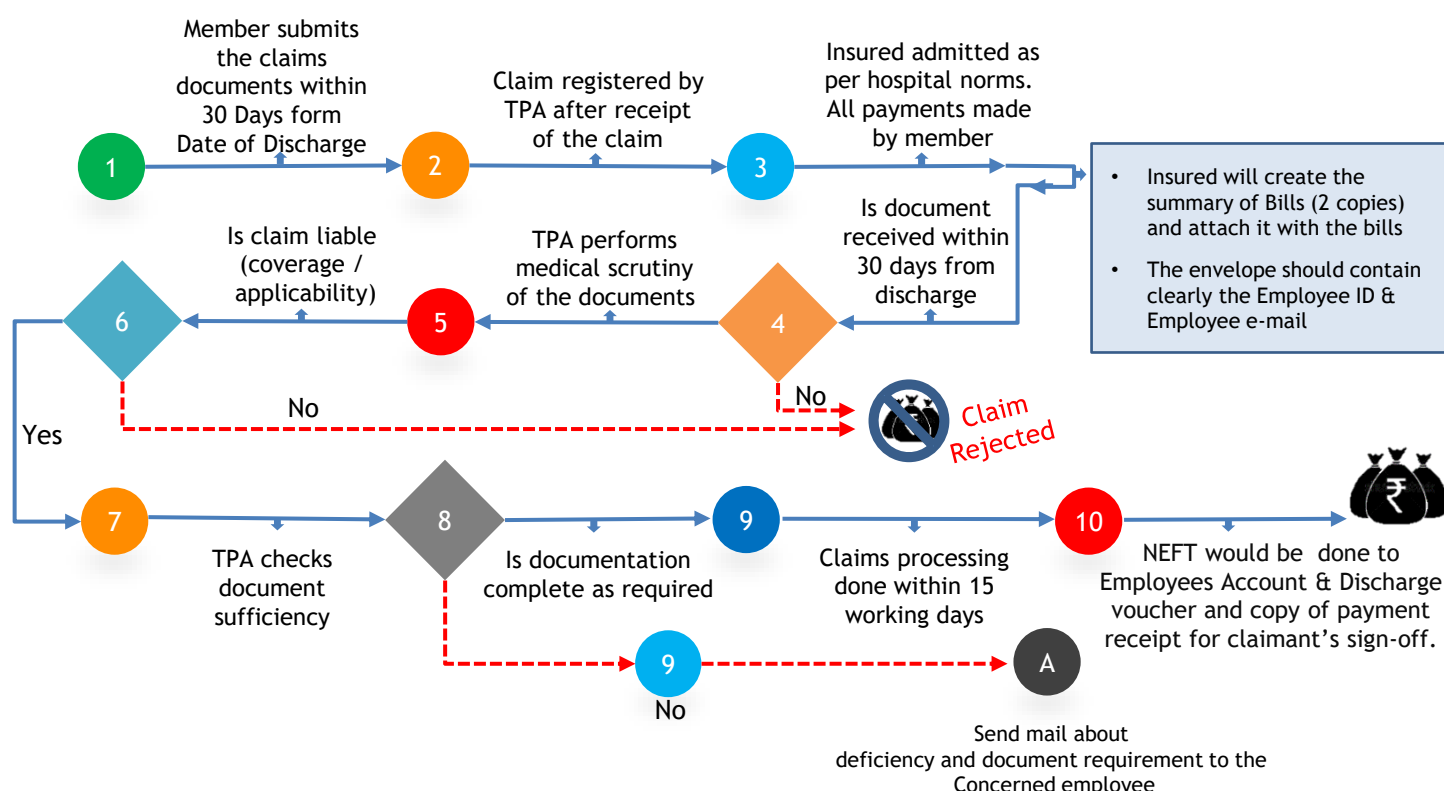 Member submits
the claims
documents within
30 Days form
Date of Discharge
Claim registered by
TPA after receipt
of the claim
Insured admitted as
per hospital norms.
All payments made
by member
1
2
3
• Insured will create the
summary of Bills (2 copies)
and attach it with the bills
• The envelope should contain
clearly the Employee ID &
Employee e-mail
Is claim liable
(coverage /
applicability)
TPA performs
medical scrutiny
of the documents
Is document
received within
30 days from
discharge
6
5
4
No
No
Claim
Rejected
Yes
₹
7
8
9
10
TPA checks
document
sufficiency
Is documentation
complete as required
Claims processing
done within 15
working days
NEFT would be done to
Employees Account & Discharge
voucher and copy of payment
receipt for claimant’s sign-off.
9
A
No
Send mail about
deficiency and document requirement to the
Concerned employee